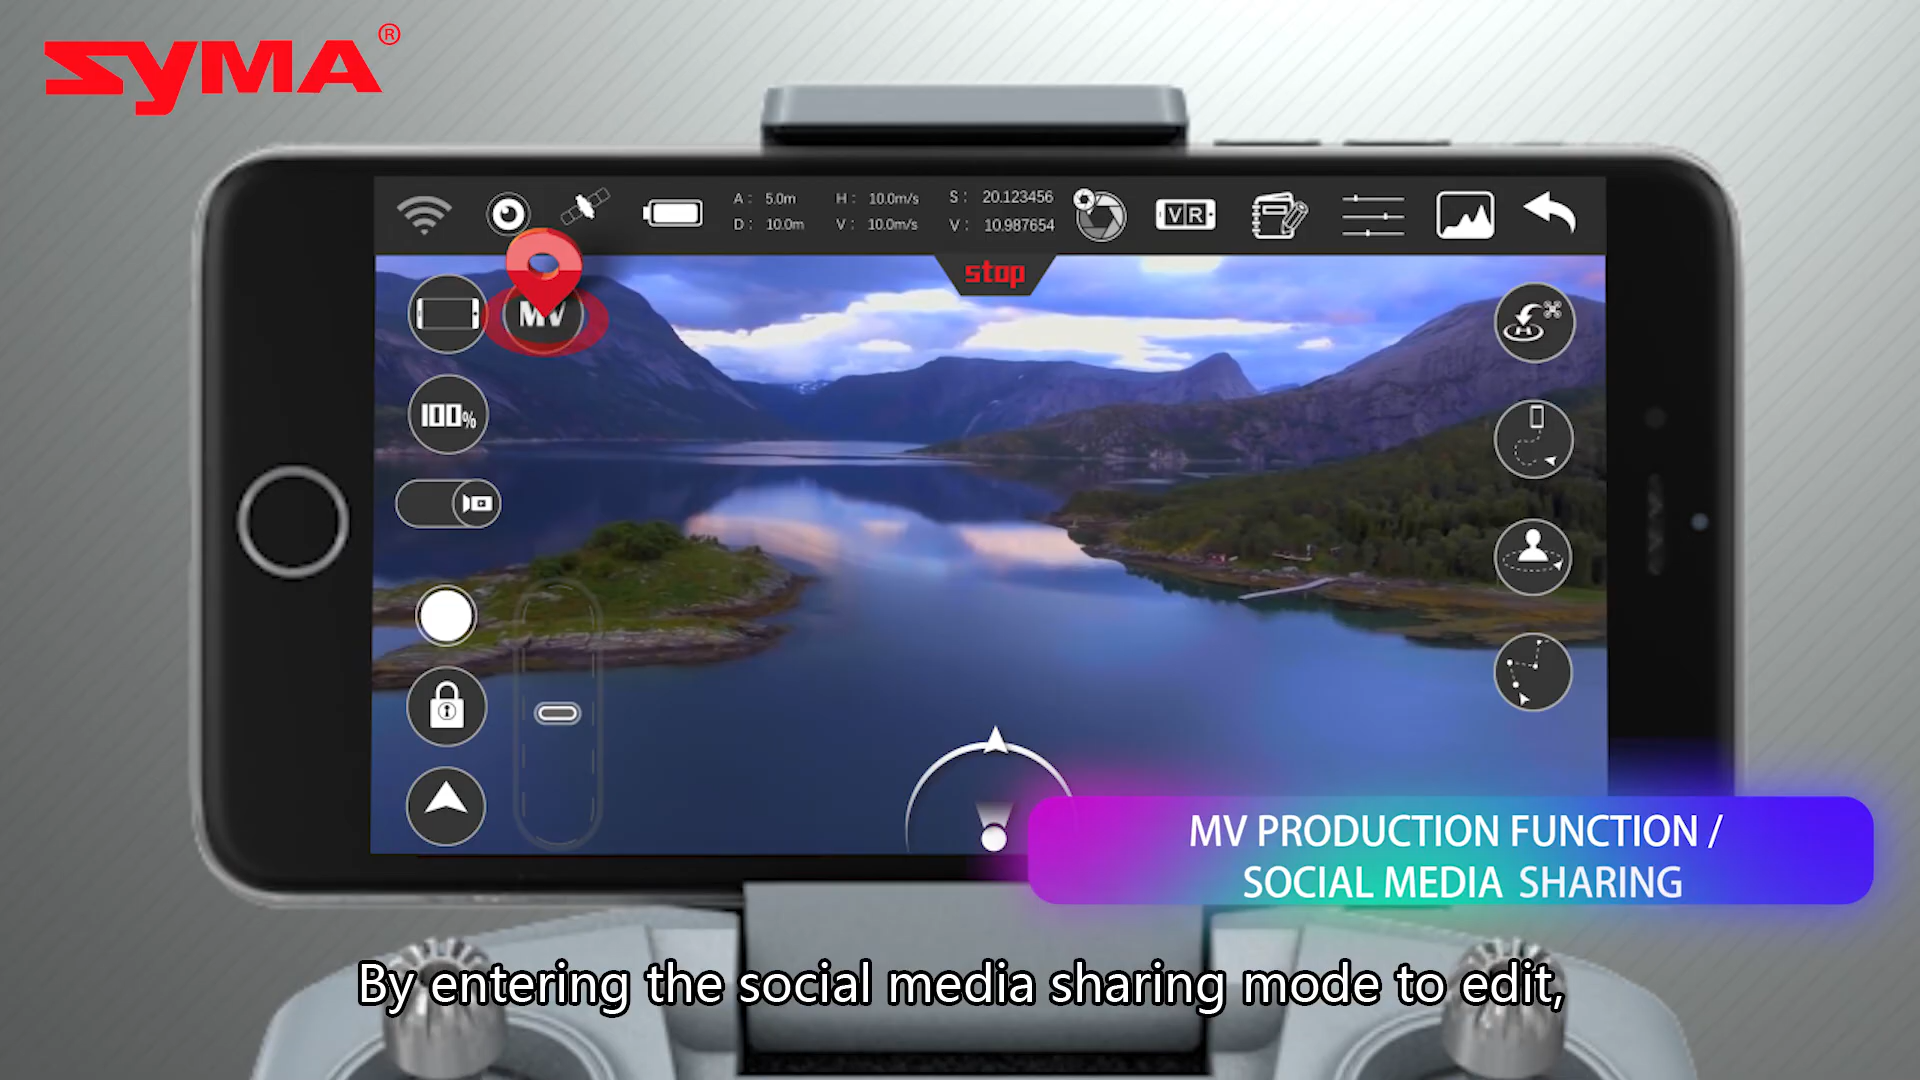 SYMA®
A : 5.0m H : 10.0m/s S : 20.123456
D : 10.0m V : 10.0m/s V : 10.987654
VR
stop
MV
100%
H
MV PRODUCTION FUNCTION /
SOCIAL MEDIA SHARING
By entering the social media sharing mode to edit,